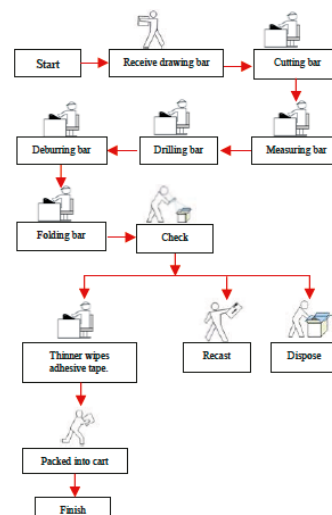 Start
Receive drawing bar
Cutting bar
Deburring bar
Drilling bar
Measuring bar
Folding bar
Check
Thinner wipes
adhesive tape.
Recast
Dispose
Packed into cart
Finish